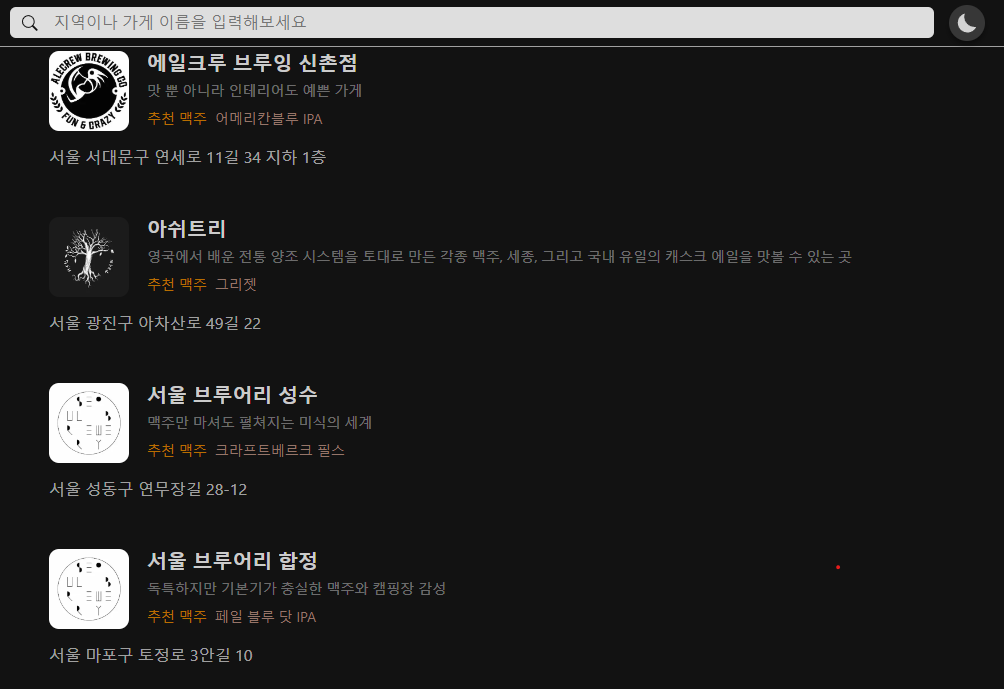 지역이나 가게 이름을 입력해보세요
ALECREW BREWING CO
FUN & CRAZY
에일크루 브루잉 신촌점
맛 뿐 아니라 인테리어도 예쁜 가게
추천 맥주 어메리칸블루 IPA
서울 서대문구 연세로 11길 34 지하 1층
아쉬트리
영국에서 배운 전통 양조 시스템을 토대로 만든 각종 맥주, 세종, 그리고 국내 유일의 캐스크 에일을 맛볼 수 있는 곳
추천 맥주 그리젯
서울 광진구 아차산로 49길 22
서울 브루어리 성수
맥주만 마셔도 펼쳐지는 미식의 세계
추천 맥주 크라프트베르크 필스
서울 성동구 연무장길 28-12
서울 브루어리 합정
독특하지만 기본기가 충실한 맥주와 캠핑장 감성
추천 맥주 페일 블루 닷 IPA
서울 마포구 토정로 3안길 10